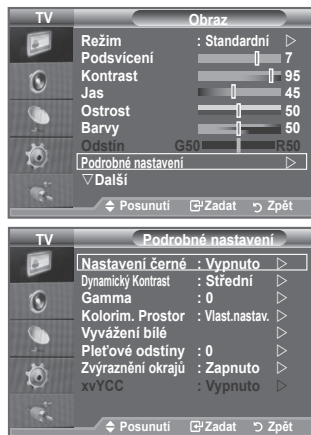 TV Obraz
Režim : Standardní
Podsvícení 7
Kontrast 95
Jas 45
Ostrost 50
Barvy 50
Odstín G50 R50
Podrobné nastavení
▽Další
Posunutí Zadat Zpět
TV Podrobné nastavení
Nastavení černé : Vypnuto
Dynamický Kontrast : Střední
Gamma : 0
Kolorim. Prostor : Vlast.nastav.
Vyvážení bílé
Pleťové odstíny : 0
Zvýraznění okrajů : Zapnuto
xvYCC : Vypnuto
Posunutí Zadat Zpět